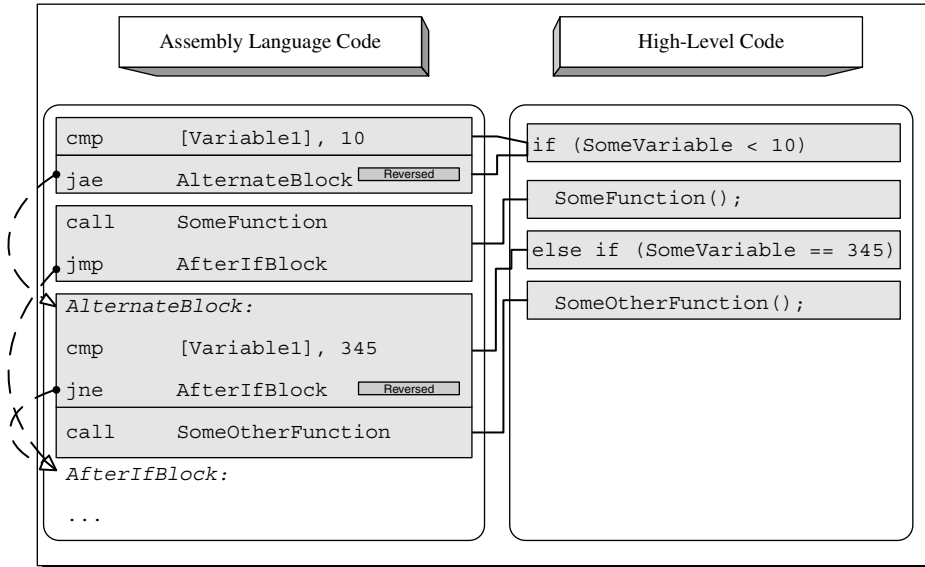 Assembly Language Code
High-Level Code
cmp [Variable1], 10
jae AlternateBlock Reversed
call SomeFunction
jmp AfterIfBlock
AlternateBlock:
cmp [Variable1], 345
jne AfterIfBlock Reversed
call SomeOtherFunction
AfterIfBlock:
...
if (SomeVariable < 10)
SomeFunction();
else if (SomeVariable == 345)
SomeOtherFunction();